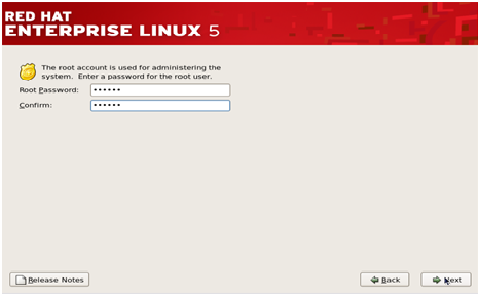 RED HAT
ENTERPRISE LINUX 5
The root account is used for administering the
system. Enter a password for the root user.
Root Password: ••••••
Confirm: ••••••
Release Notes
Back
Next